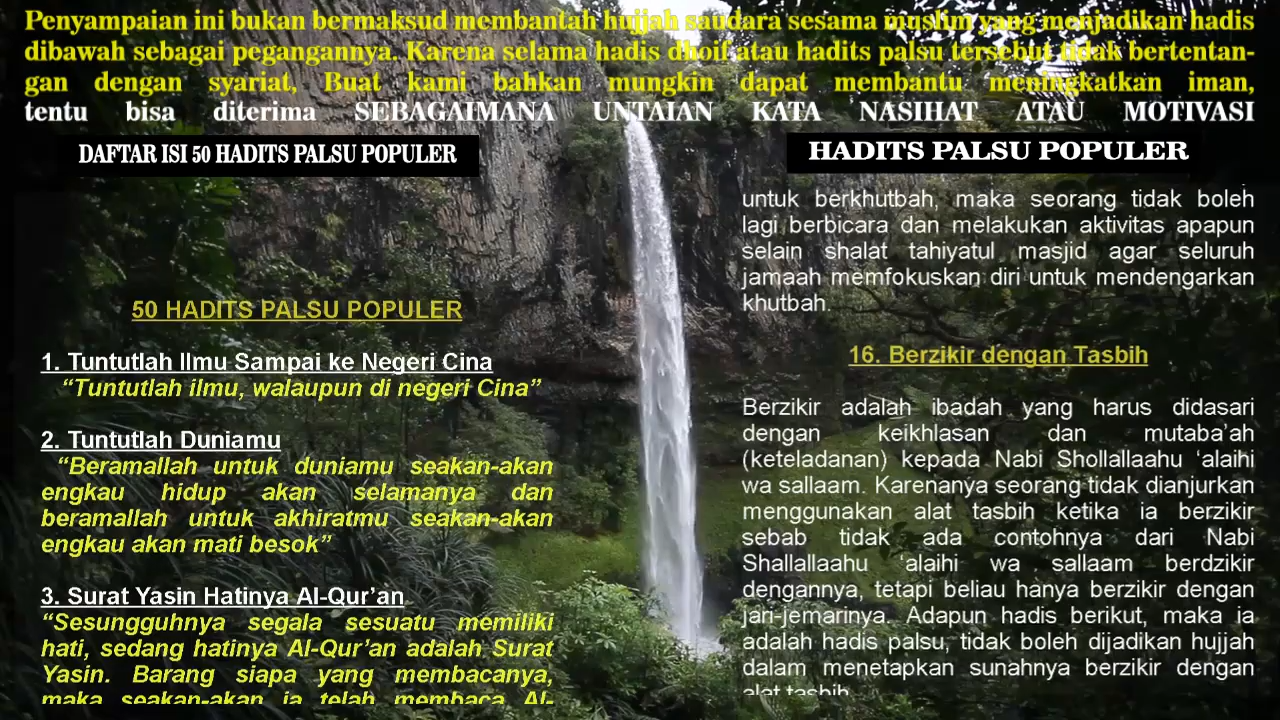 Penyampaian ini bukan bermaksud membantah hujjah saudara sesama muslim yang menjadikan hadis
dibawah sebagai pegangannya. Karena selama hadis dhoif atau hadits palsu tersebut tidak bertentan-
gan dengan syariat, Buat kami bahkan mungkin dapat membantu meningkatkan iman,
tentu bisa diterima SEBAGAIMANA UNTAIAN KATA NASIHAT ATAU MOTIVASI
DAFTAR ISI 50 HADITS PALSU POPULER
50 HADITS PALSU POPULER
1. Tuntutlah Ilmu Sampai ke Negeri Cina
“Tuntutlah ilmu, walaupun di negeri Cina”
2. Tuntutlah Duniamu
“Beramallah untuk duniamu seakan-akan
engkau hidup akan selamanya dan
beramallah untuk akhiratmu seakan-akan
engkau akan mati besok”
3. Surat Yasin Hatinya Al-Qur’an
“Sesungguhnya segala sesuatu memiliki
hati, sedang hatinya Al-Qur’an adalah Surat
Yasin. Barang siapa yang membacanya,
maka seakan-akan ia telah membaca Al-
HADITS PALSU POPULER
untuk berkhutbah, maka seorang tidak boleh
lagi berbicara dan melakukan aktivitas apapun
selain shalat tahiyatul masjid agar seluruh
jamaah memfokuskan diri untuk mendengarkan
khutbah.
16. Berzikir dengan Tasbih
Berzikir adalah ibadah yang harus didasari
dengan keikhlasan dan mutaba’ah
(keteladanan) kepada Nabi Shollallaahu ‘alaihi
wa sallaam. Karenanya seorang tidak dianjurkan
menggunakan alat tasbih ketika ia berzikir
sebab tidak ada contohnya dari Nabi
Shallallaahu ‘alaihi wa sallaam berdzikir
dengannya, tetapi beliau hanya berzikir dengan
jari-jemarinya. Adapun hadis berikut, maka ia
adalah hadis palsu, tidak boleh dijadikan hujjah
dalam menetapkan sunahnya berzikir dengan
alat tasbih